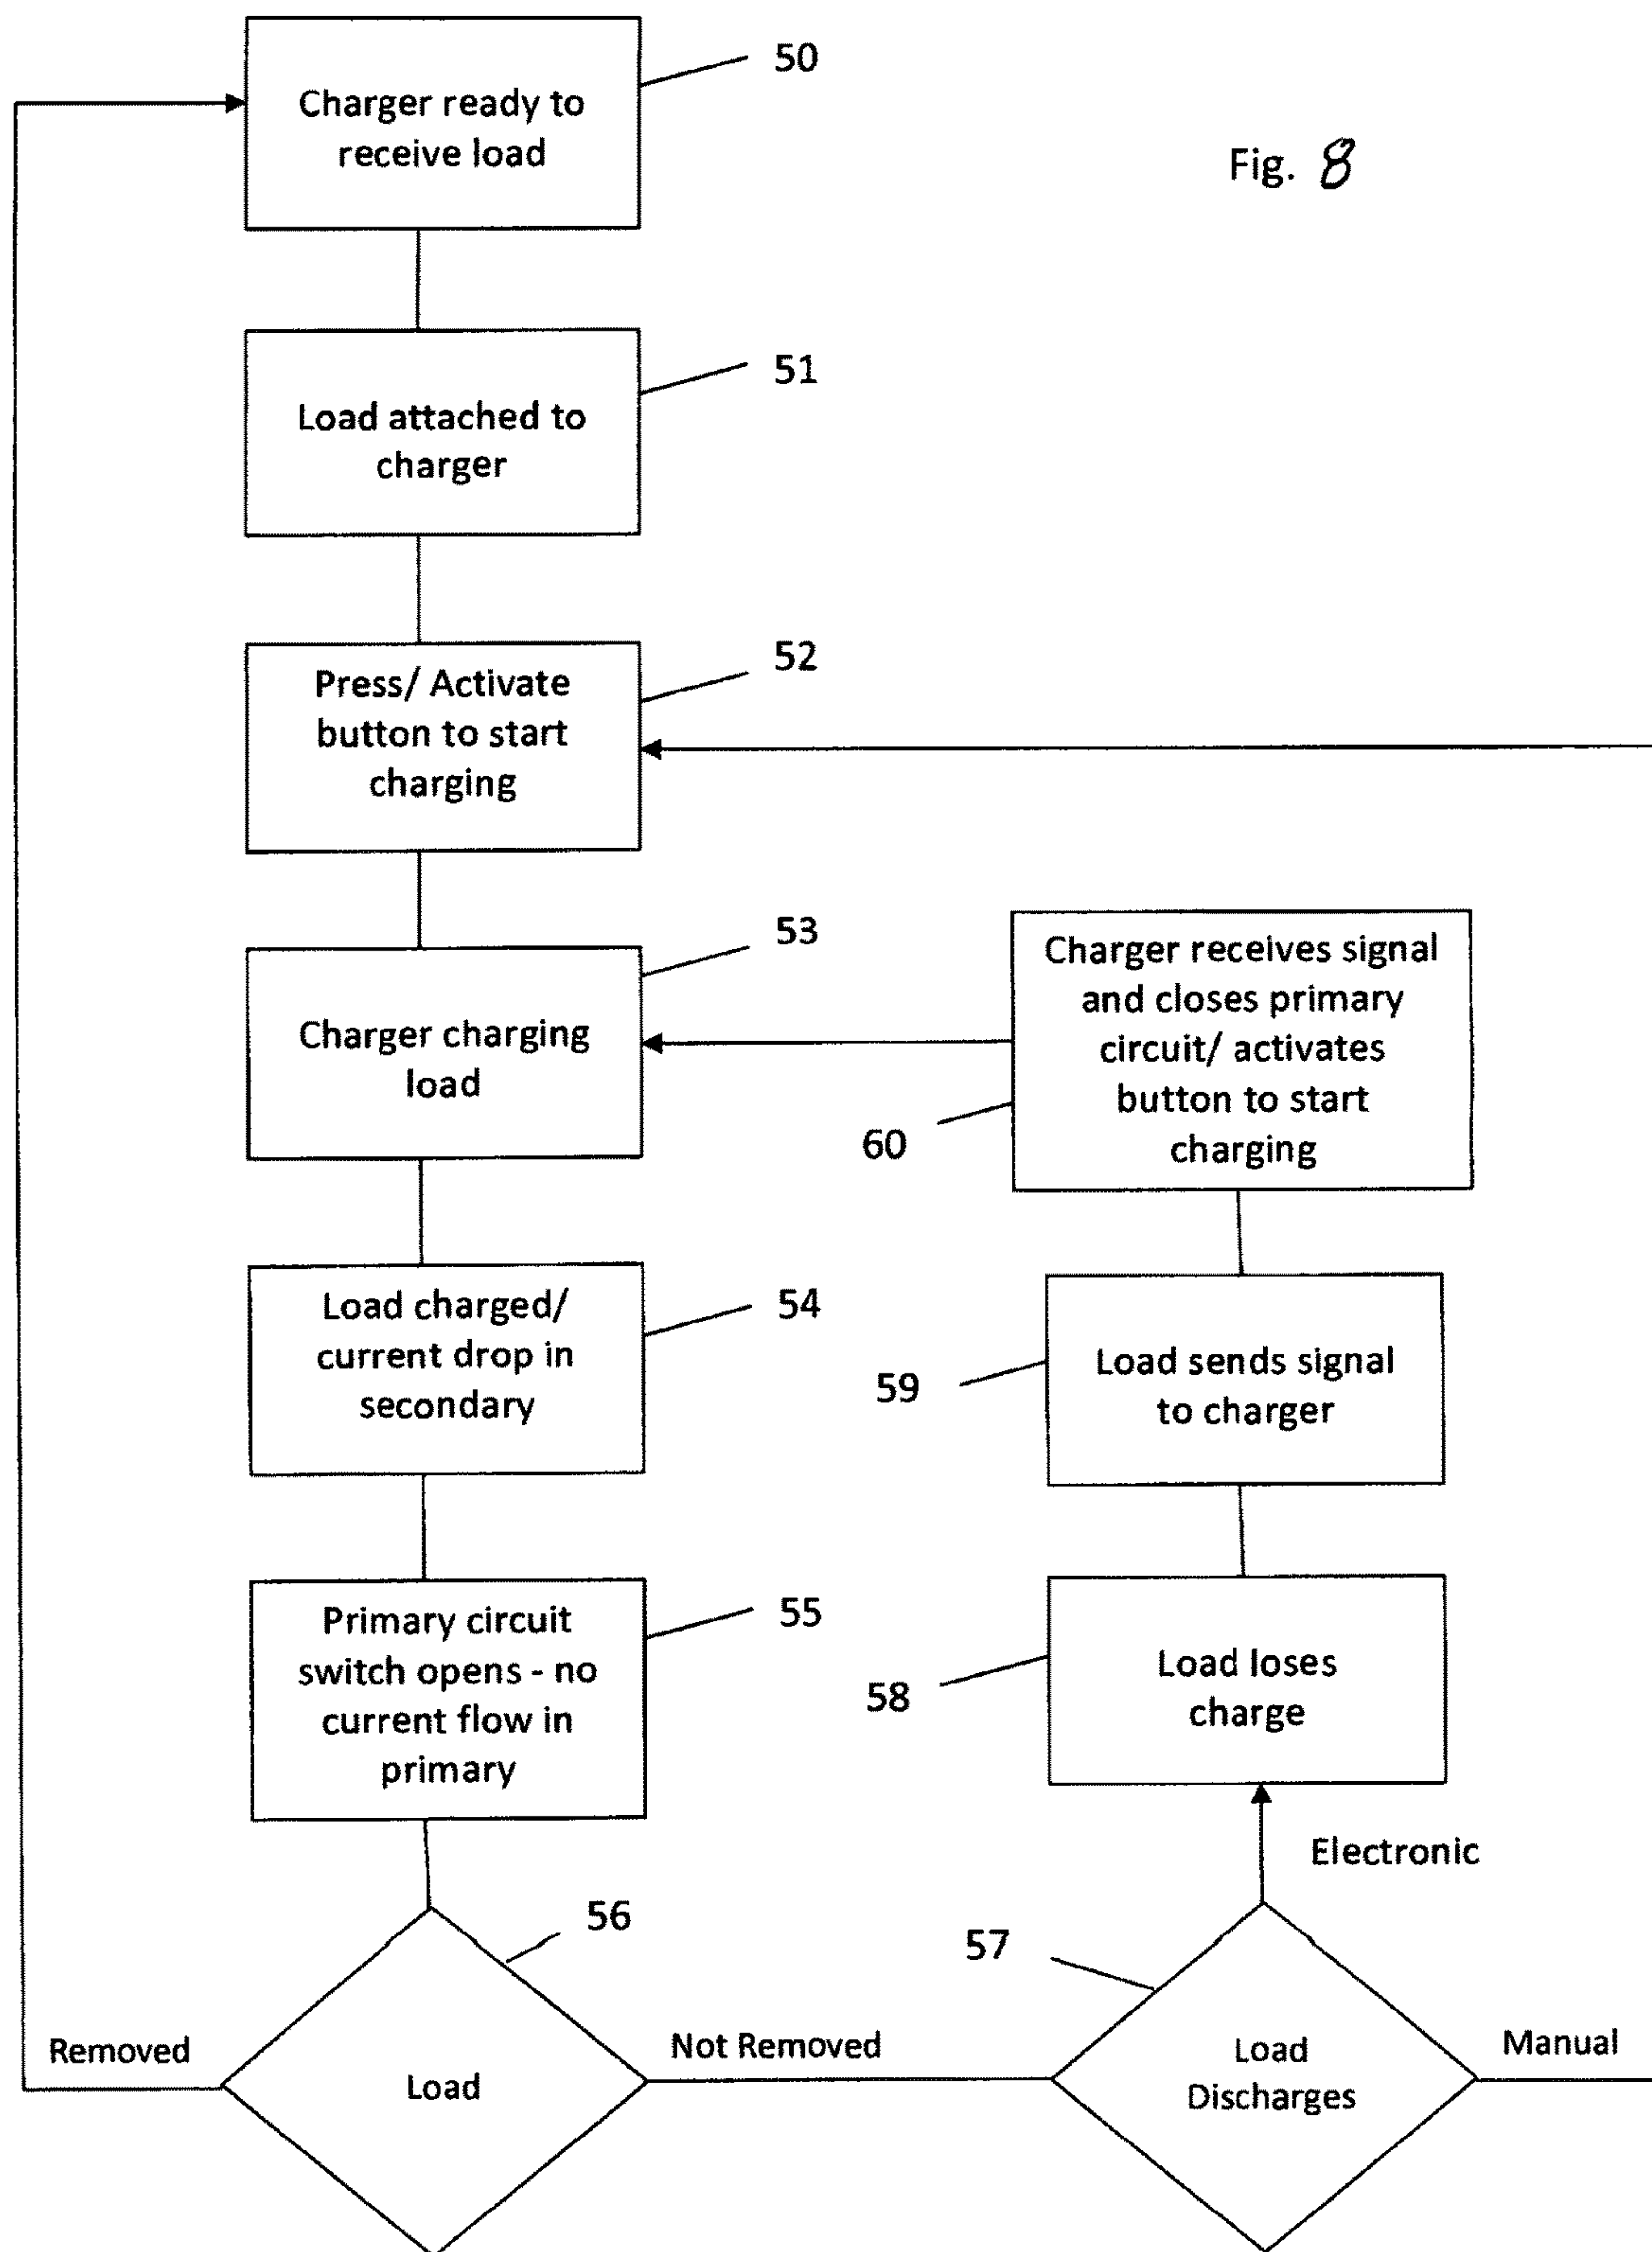 50
Charger ready to
receive load
Fig. 8
51
Load attached to
charger
52
Press/ Activate
button to start
charging
53
Charger charging
load
Charger receives signal
and closes primary
circuit/ activates
button to start
charging
60
54
Load charged/
current drop in
secondary
59
Load sends signal
to charger
55
Primary circuit
switch opens - no
current flow in
primary
58
Load loses
charge
Electronic
56
57
Removed
Load
Not Removed
Load
Discharges
Manual